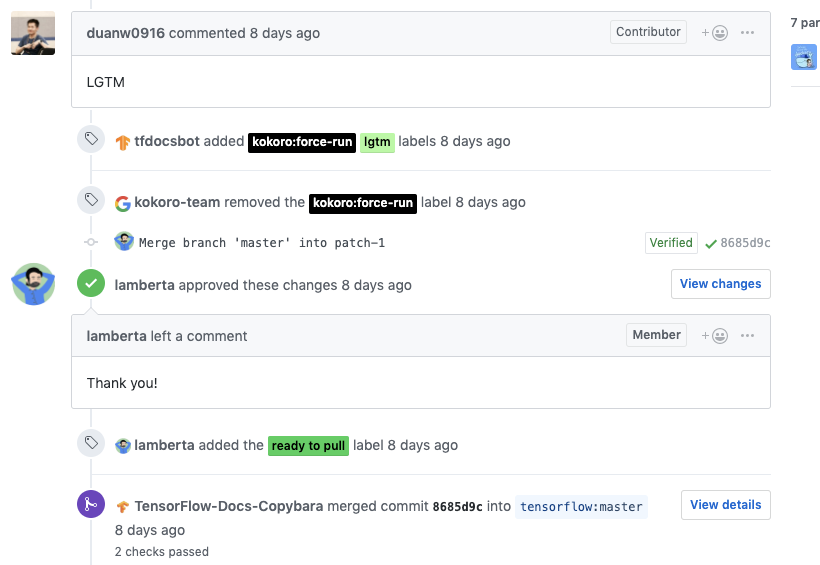 duanw0916 commented 8 days ago Contributor
7 par
LGTM
tfdocsbot added kokoro:force-run lgtm labels 8 days ago
kokoro-team removed the kokoro:force-run label 8 days ago
Merge branch 'master' into patch-1 Verified 8685d9c
lamberta approved these changes 8 days ago View changes
lamberta left a comment Member
Thank you!
lamberta added the ready to pull label 8 days ago
TensorFlow-Docs-Copybara merged commit 8685d9c into tensorflow:master View details
8 days ago
2 checks passed